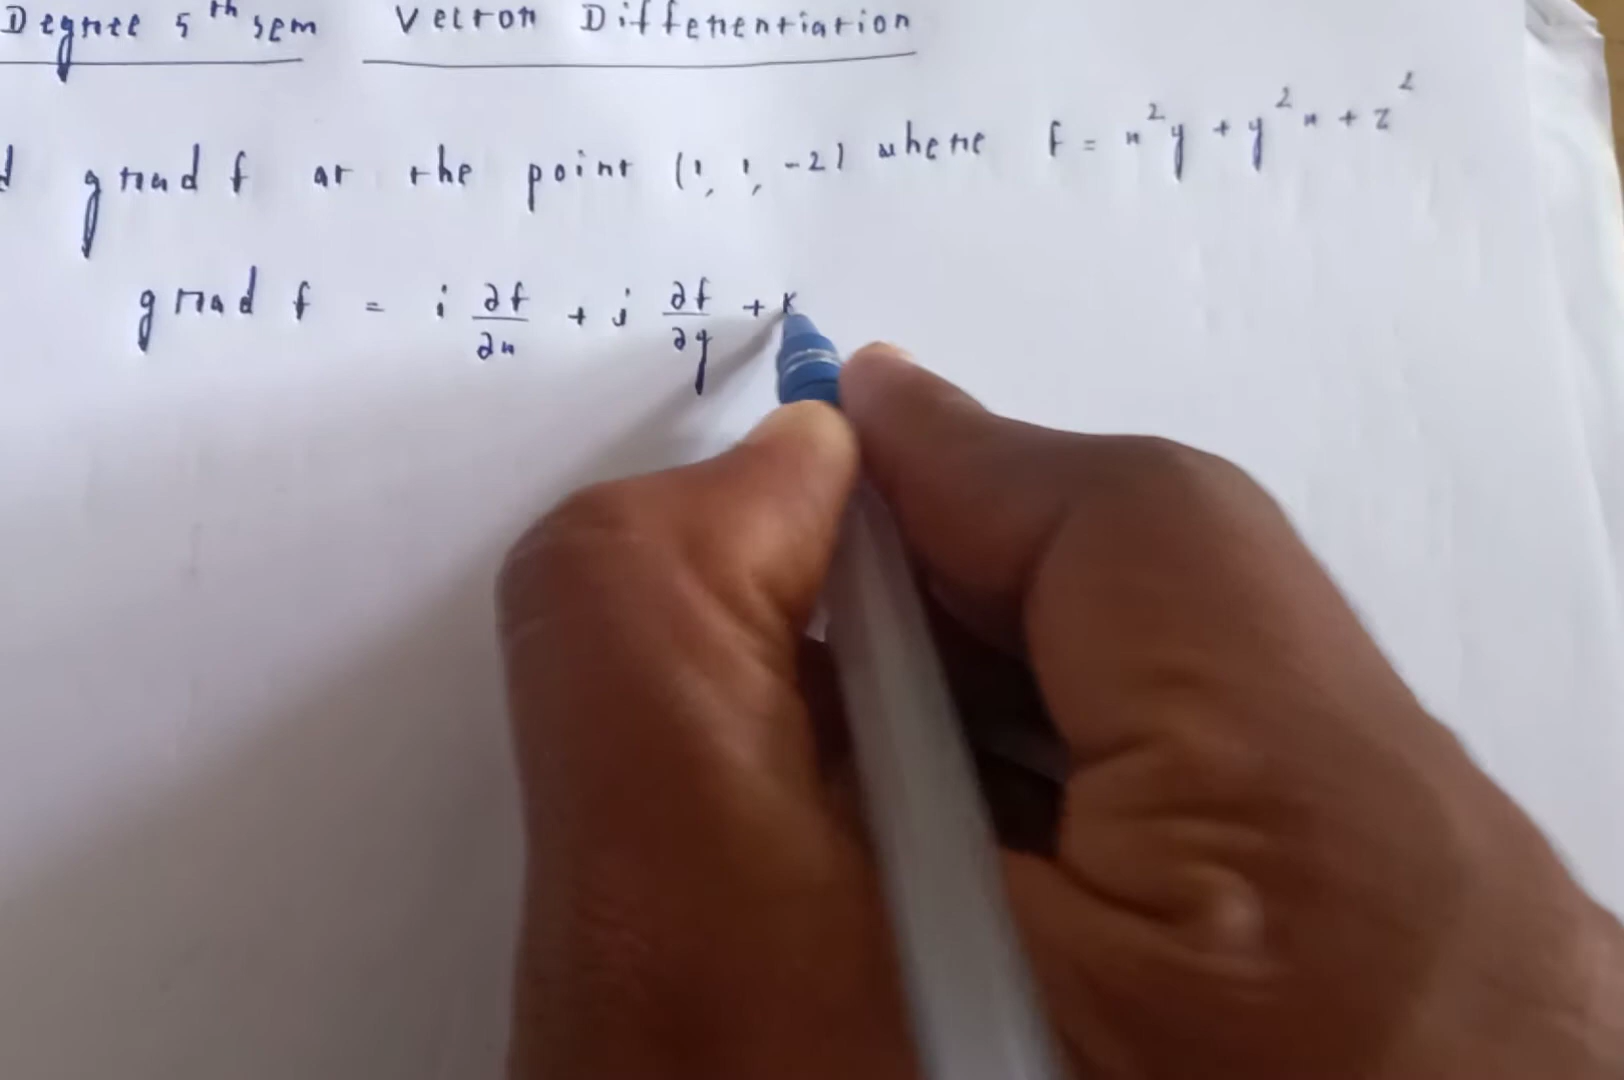 Degree 5th sem Vector Differentiation
grad f at the point (1, 1, -2) where f = x²y + y²x + z²
grad f = i ∂f/∂x + j ∂f/∂y + k